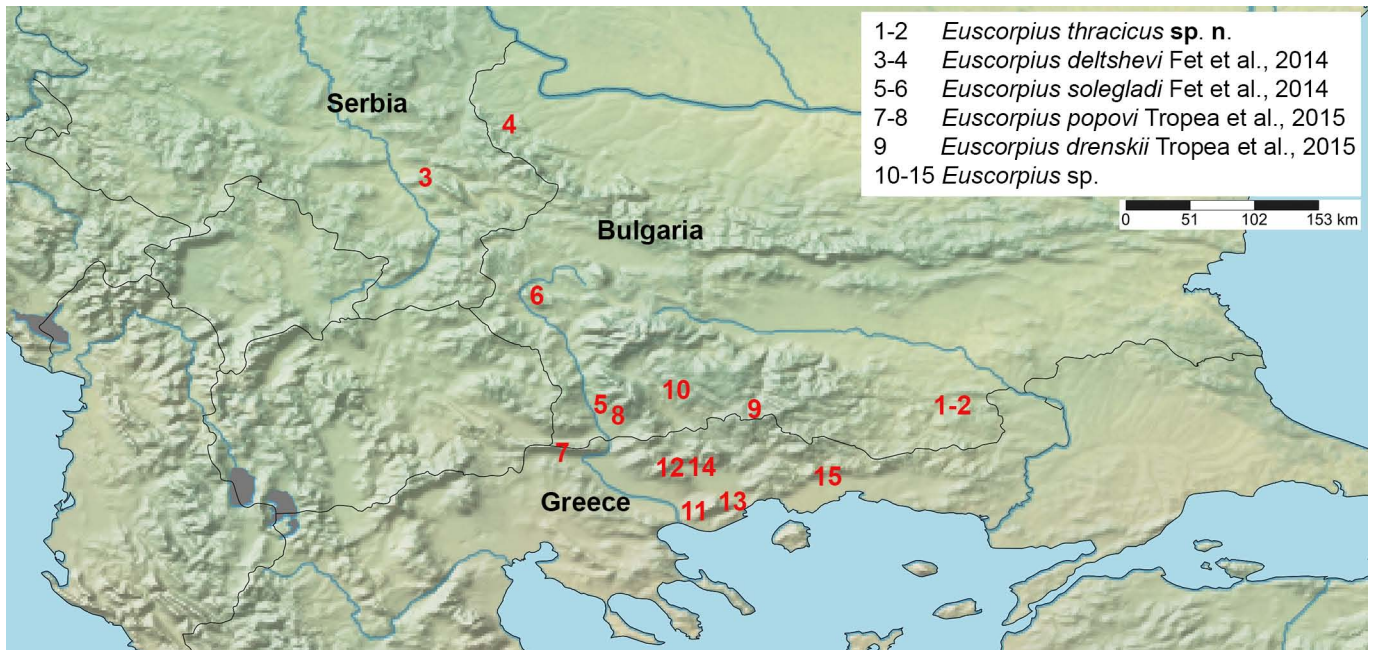 1-2 Euscorpius thracicus sp. n.
3-4 Euscorpius deltshevi Fet et al., 2014
5-6 Euscorpius solegladi Fet et al., 2014
7-8 Euscorpius popovi Tropea et al., 2015
9 Euscorpius drenskii Tropea et al., 2015
10-15 Euscorpius sp.
0 51 102 153 km
Serbia
4
3
Bulgaria
6
10
5
8
9
1-2
7
12 14
15
Greece
11
13